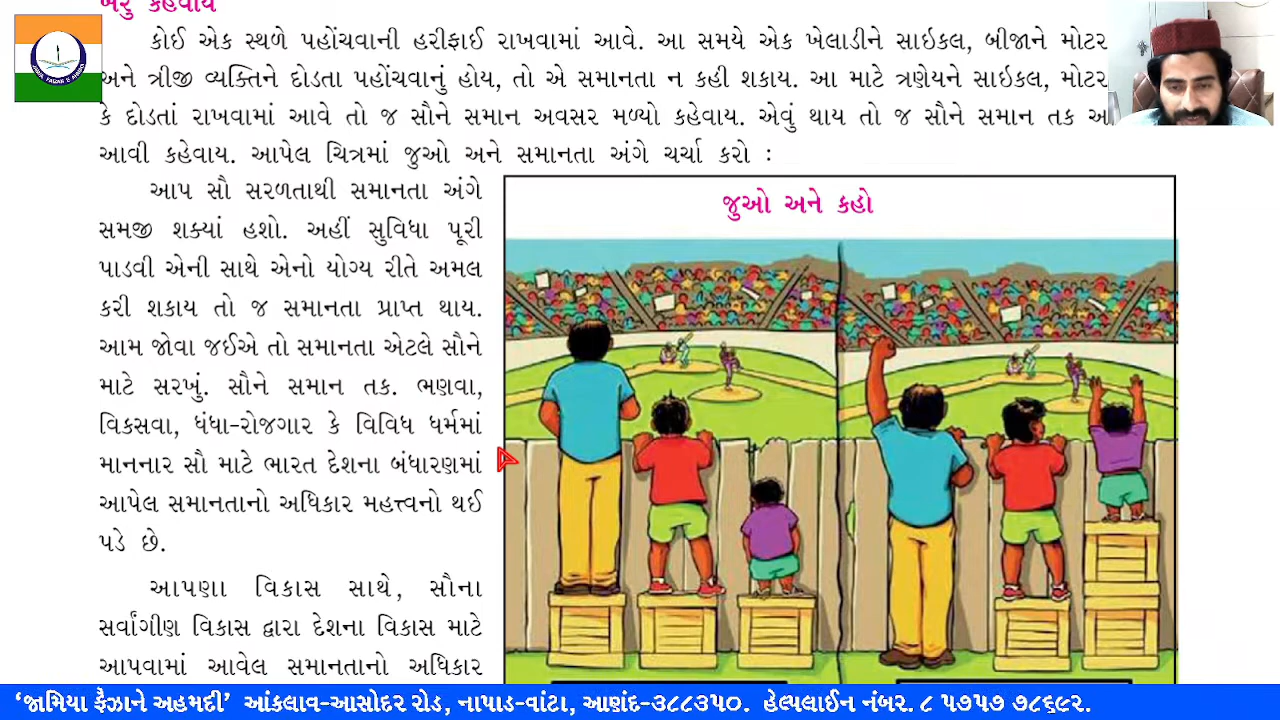 ખરું કહેવાય
કોઈ એક સ્થળે પહોંચવાની હરીફાઈ રાખવામાં આવે. આ સમયે એક ખેલાડીને સાઇકલ, બીજાને મોટર
અને ત્રીજી વ્યક્તિને દોડતા પહોંચવાનું હોય, તો એ સમાનતા ન કહી શકાય. આ માટે ત્રણેયને સાઇકલ, મોટર
કે દોડતાં રાખવામાં આવે તો જ સૌને સમાન અવસર મળ્યો કહેવાય. એવું થાય તો જ સૌને સમાન તક આ
આવી કહેવાય. આપેલ ચિત્રમાં જુઓ અને સમાનતા અંગે ચર્ચા કરો :
આપ સૌ સરળતાથી સમાનતા અંગે
સમજી શક્યાં હશો. અહીં સુવિધા પૂરી
પાડવી એની સાથે એનો યોગ્ય રીતે અમલ
કરી શકાય તો જ સમાનતા પ્રાપ્ત થાય.
આમ જોવા જઈએ તો સમાનતા એટલે સૌને
માટે સરખું. સૌને સમાન તક. ભણવા,
વિકસવા, ધંધા-રોજગાર કે વિવિધ ધર્મમાં
માનનાર સૌ માટે ભારત દેશના બંધારણમાં
આપેલ સમાનતાનો અધિકાર મહત્ત્વનો થઈ
પડે છે.
આપણા વિકાસ સાથે, સૌના
સર્વાંગીણ વિકાસ દ્વારા દેશના વિકાસ માટે
આપવામાં આવેલ સમાનતાનો અધિકાર
જુઓ અને કહો
‘જામિયા ફૈઝાને અહમદી’ આંકલાવ-આસોદર રોડ, નાપાડ-વાંટા, આણંદ-૩૮૮૩૫૦. હેલ્પલાઈન નંબર. ૮ ૫૭૫૭ ૭૮૬૯૨.